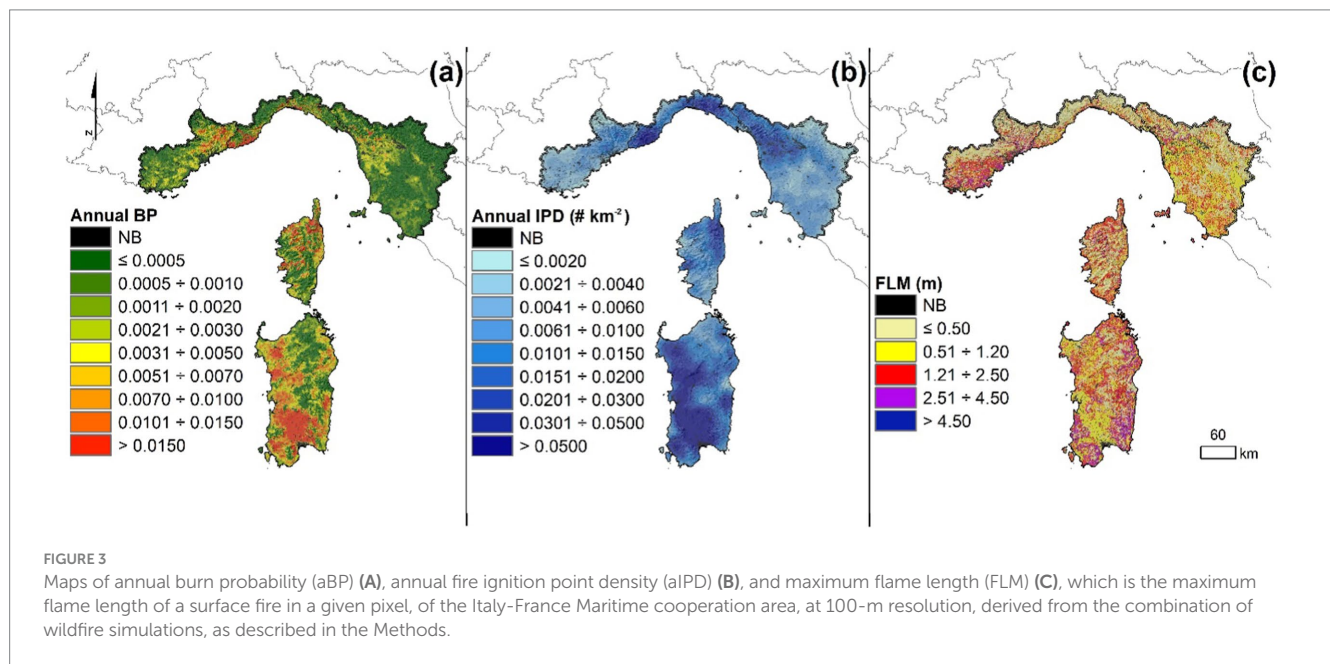 (a)
N
Annual BP
NB
≤ 0.0005
0.0005 ÷ 0.0010
0.0011 ÷ 0.0020
0.0021 ÷ 0.0030
0.0031 ÷ 0.0050
0.0051 ÷ 0.0070
0.0070 ÷ 0.0100
0.0101 ÷ 0.0150
> 0.0150
(b)
Annual IPD (# km⁻²)
NB
≤ 0.0020
0.0021 ÷ 0.0040
0.0041 ÷ 0.0060
0.0061 ÷ 0.0100
0.0101 ÷ 0.0150
0.0151 ÷ 0.0200
0.0201 ÷ 0.0300
0.0301 ÷ 0.0500
> 0.0500
(c)
FLM (m)
NB
≤ 0.50
0.51 ÷ 1.20
1.21 ÷ 2.50
2.51 ÷ 4.50
> 4.50
60
km
FIGURE 3
Maps of annual burn probability (aBP) (A), annual fire ignition point density (aIPD) (B), and maximum flame length (FLM) (C), which is the maximum
flame length of a surface fire in a given pixel, of the Italy-France Maritime cooperation area, at 100-m resolution, derived from the combination of
wildfire simulations, as described in the Methods.